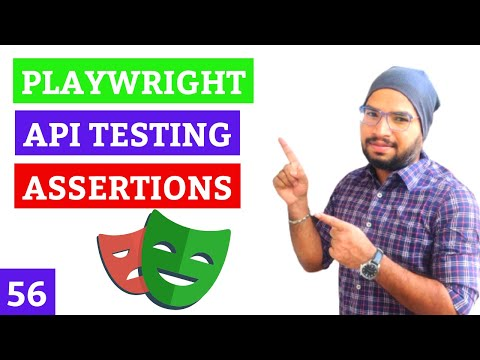 PLAYWRIGHT
API TESTING
ASSERTIONS
56